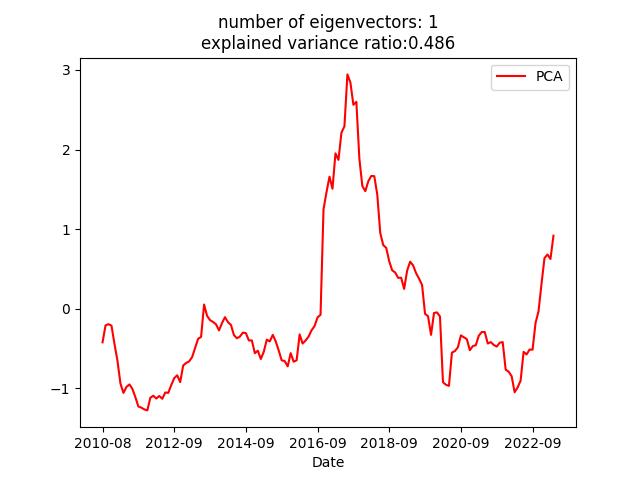 number of eigenvectors: 1
explained variance ratio:0.486
PCA
3
2
1
0
−1
2010-08 2012-09 2014-09 2016-09 2018-09 2020-09 2022-09
Date